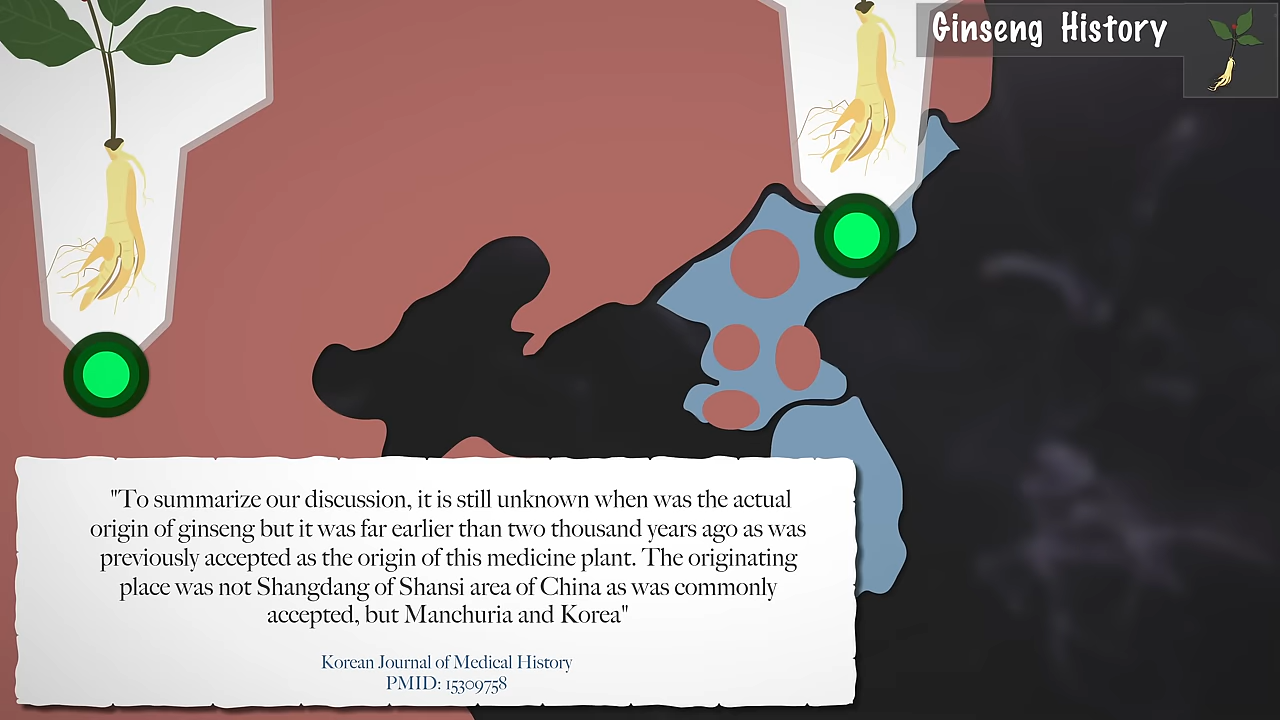 Ginseng History
"To summarize our discussion, it is still unknown when was the actual
origin of ginseng but it was far earlier than two thousand years ago as was
previously accepted as the origin of this medicine plant. The originating
place was not Shangdang of Shansi area of China as was commonly
accepted, but Manchuria and Korea"
Korean Journal of Medical History
PMID: 15309758